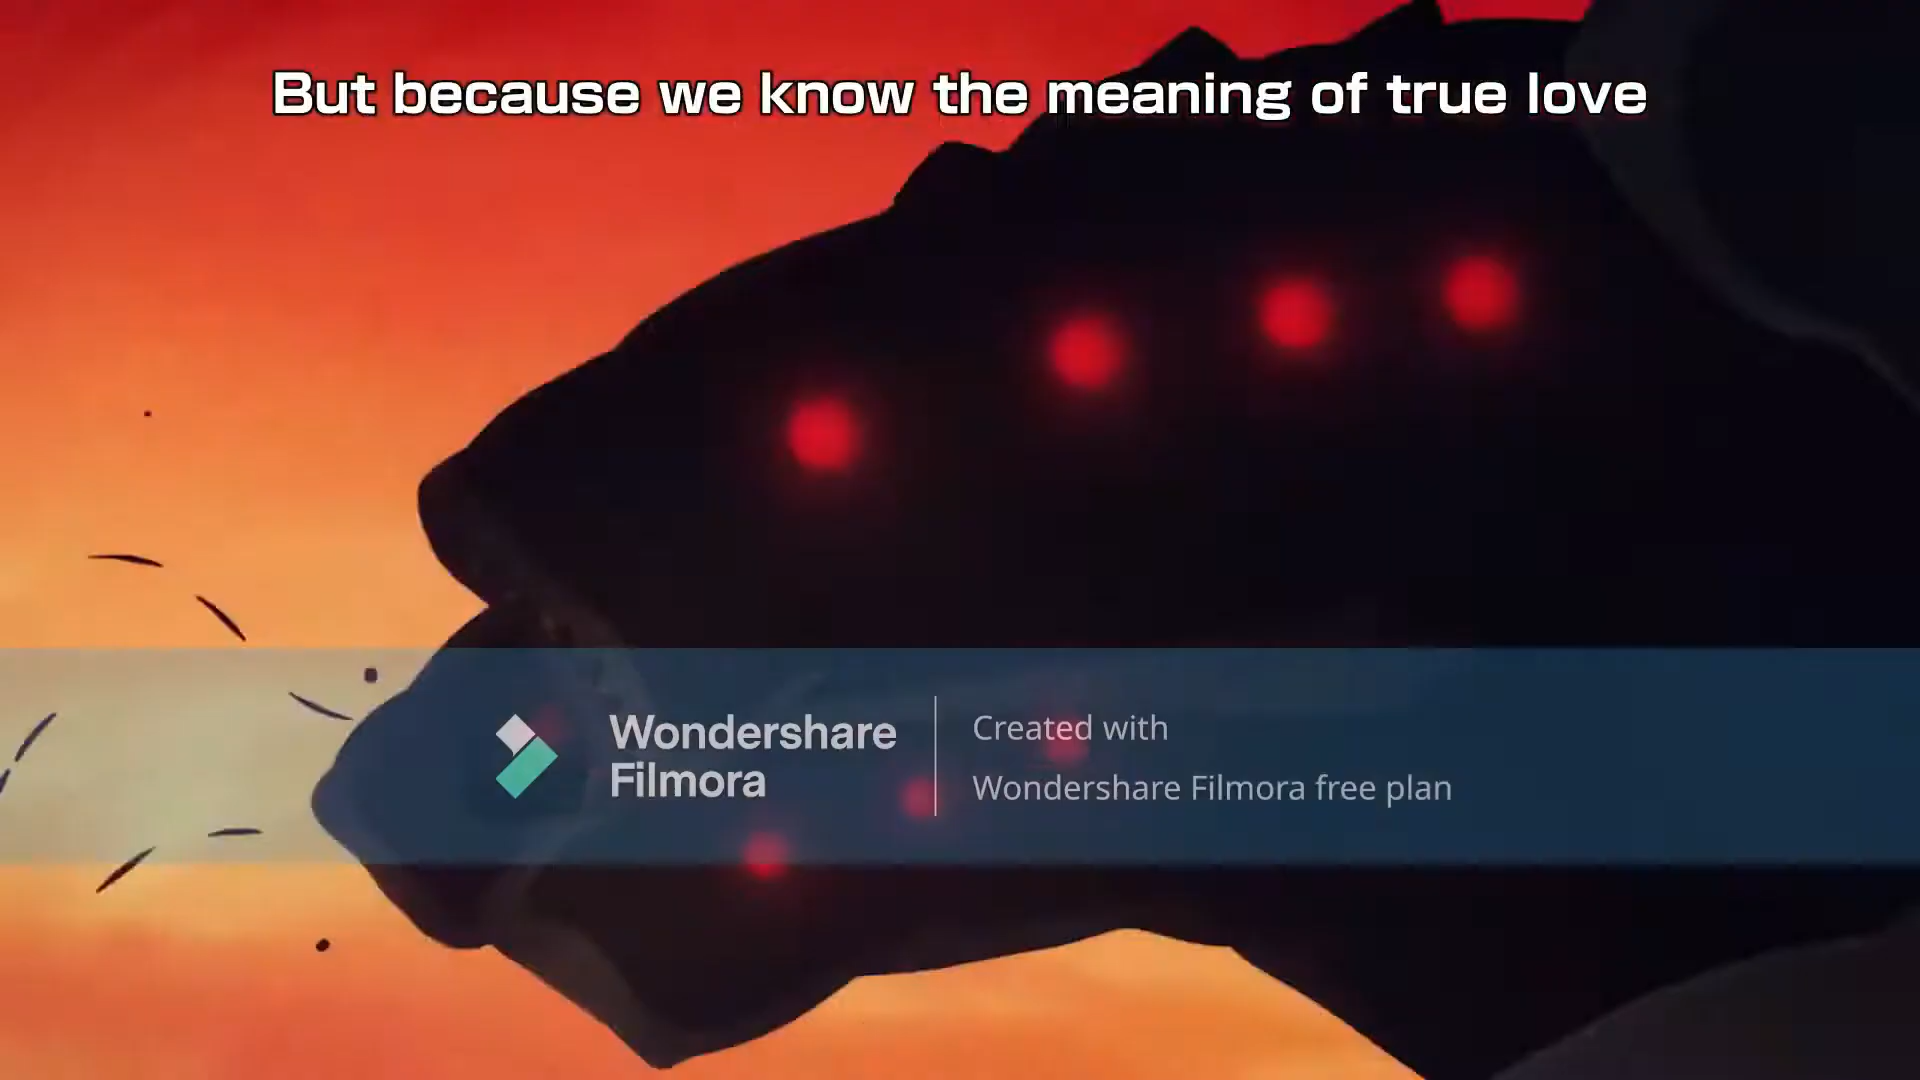 But because we know the meaning of true love
Wondershare
Filmora
Created with
Wondershare Filmora free plan